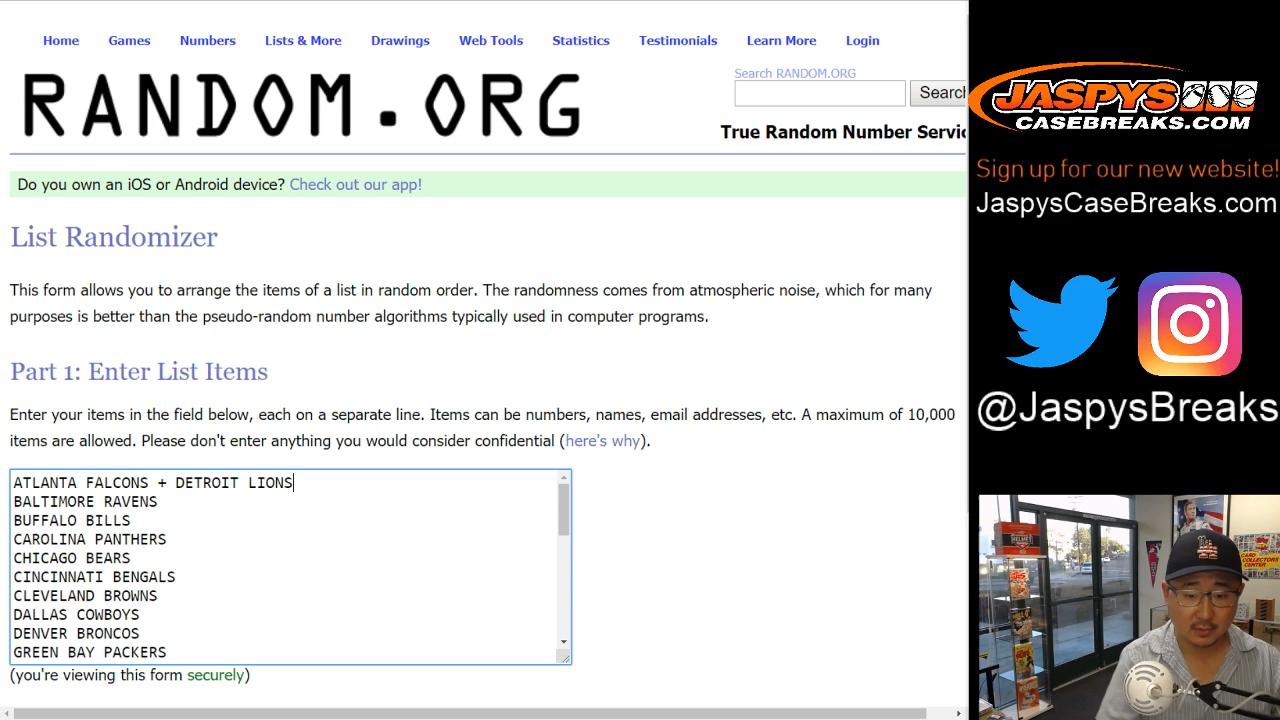 Home Games Numbers Lists & More Drawings Web Tools Statistics Testimonials Learn More Login
RANDOM.ORG
Search RANDOM.ORG
Search
True Random Number Servic
Do you own an iOS or Android device? Check out our app!
List Randomizer
This form allows you to arrange the items of a list in random order. The randomness comes from atmospheric noise, which for many
purposes is better than the pseudo-random number algorithms typically used in computer programs.
Part 1: Enter List Items
Enter your items in the field below, each on a separate line. Items can be numbers, names, email addresses, etc. A maximum of 10,000
items are allowed. Please don't enter anything you would consider confidential (here's why).
ATLANTA FALCONS + DETROIT LIONS
BALTIMORE RAVENS
BUFFALO BILLS
CAROLINA PANTHERS
CHICAGO BEARS
CINCINNATI BENGALS
CLEVELAND BROWNS
DALLAS COWBOYS
DENVER BRONCOS
GREEN BAY PACKERS
(you're viewing this form securely)
JASPYS
CASEBREAKS.COM
Sign up for our new website!
JaspysCaseBreaks.com
@JaspysBreaks
HELMET
CARD
COLLECTORS
CENTER